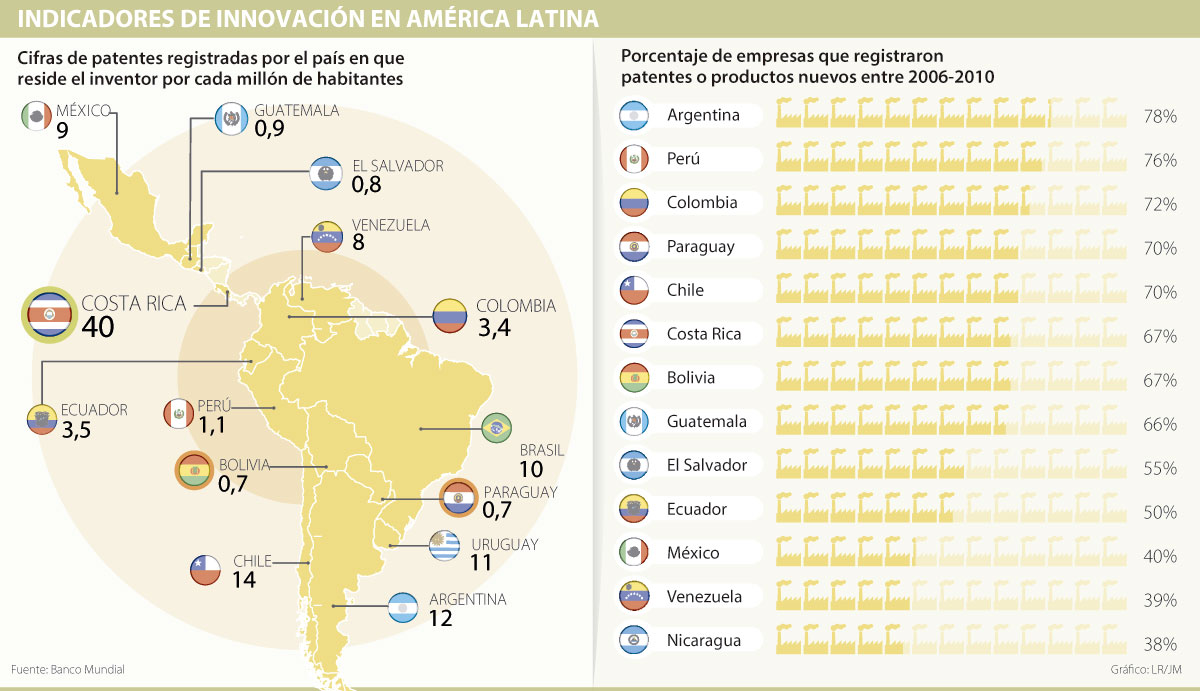 INDICADORES DE INNOVACIÓN EN AMÉRICA LATINA
Cifras de patentes registradas por el país en que
reside el inventor por cada millón de habitantes
MÉXICO
9
GUATEMALA
0,9
EL SALVADOR
0,8
VENEZUELA
8
COSTA RICA
40
COLOMBIA
3,4
ECUADOR
3,5
PERÚ
1,1
BRASIL
10
BOLIVIA
0,7
PARAGUAY
0,7
URUGUAY
11
CHILE
14
ARGENTINA
12
Fuente: Banco Mundial
Porcentaje de empresas que registraron
patentes o productos nuevos entre 2006-2010
Argentina 78%
Perú 76%
Colombia 72%
Paraguay 70%
Chile 70%
Costa Rica 67%
Bolivia 67%
Guatemala 66%
El Salvador 55%
Ecuador 50%
México 40%
Venezuela 39%
Nicaragua 38%
Gráfico: LR/JM